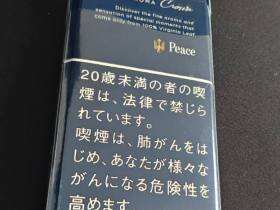 Crown
Discover the fine aroma and
sensation of special moments that
come only from 100% Virginia Leaf
Peace
20歳未満の者の喫
煙は、法律で禁じら
れています。
喫煙は、肺がんをは
じめ、あなたが様々な
がんになる危険性を
高めます。